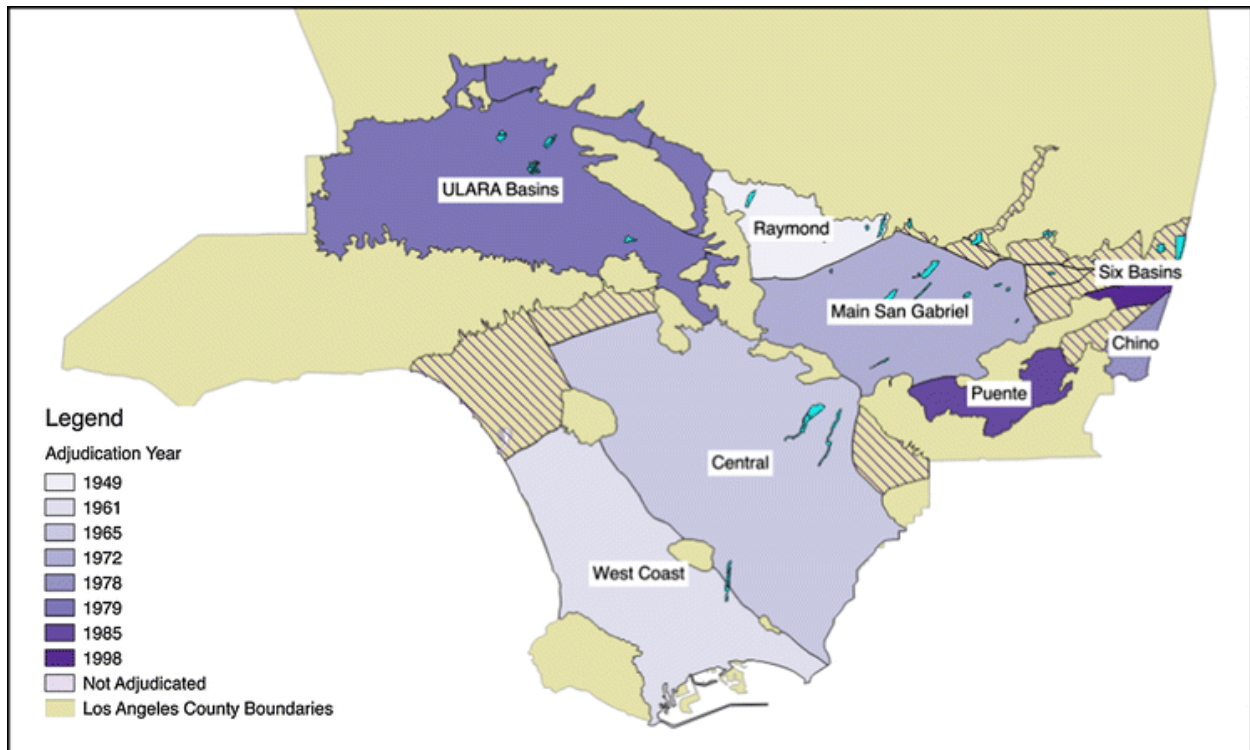 ULARA Basins
Raymond
Six Basins
Main San Gabriel
Chino
Puente
Central
West Coast
Legend
Adjudication Year
1949
1961
1965
1972
1978
1979
1985
1998
Not Adjudicated
Los Angeles County Boundaries